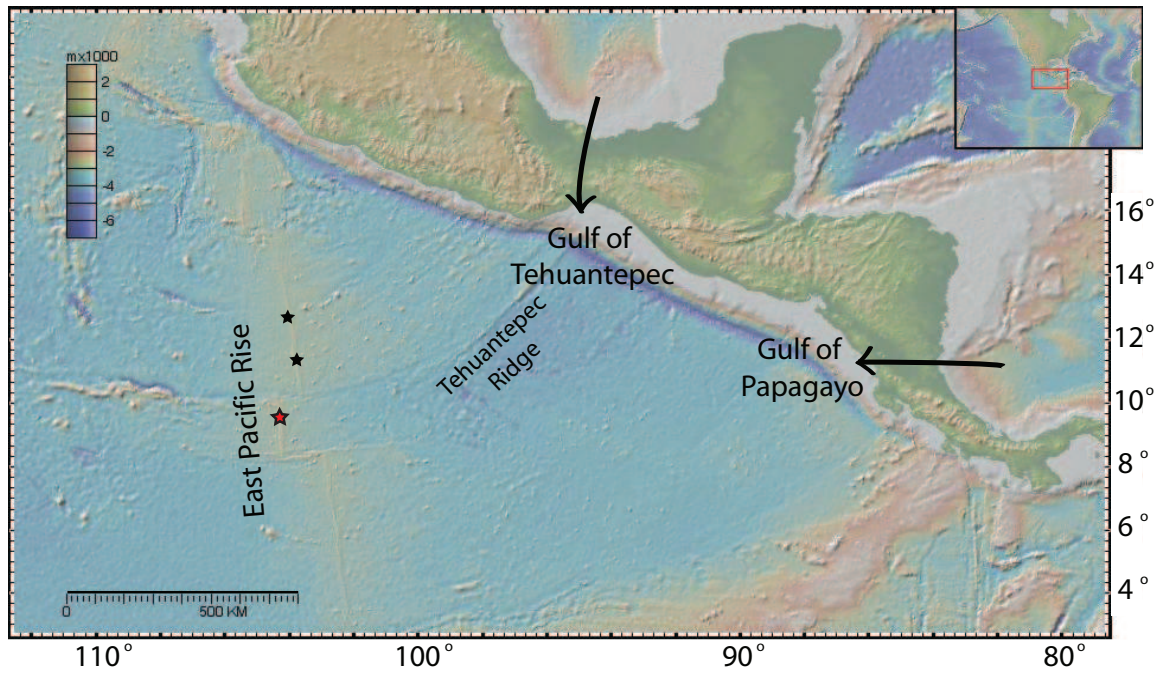 mx1000
2
0
-2
-4
-6
16°
14°
12°
10°
8°
6°
4°
Gulf of
Tehuantepec
Tehuantepec
Ridge
Gulf of
Papagayo
East Pacific Rise
0
500 KM
110°
100°
90°
80°